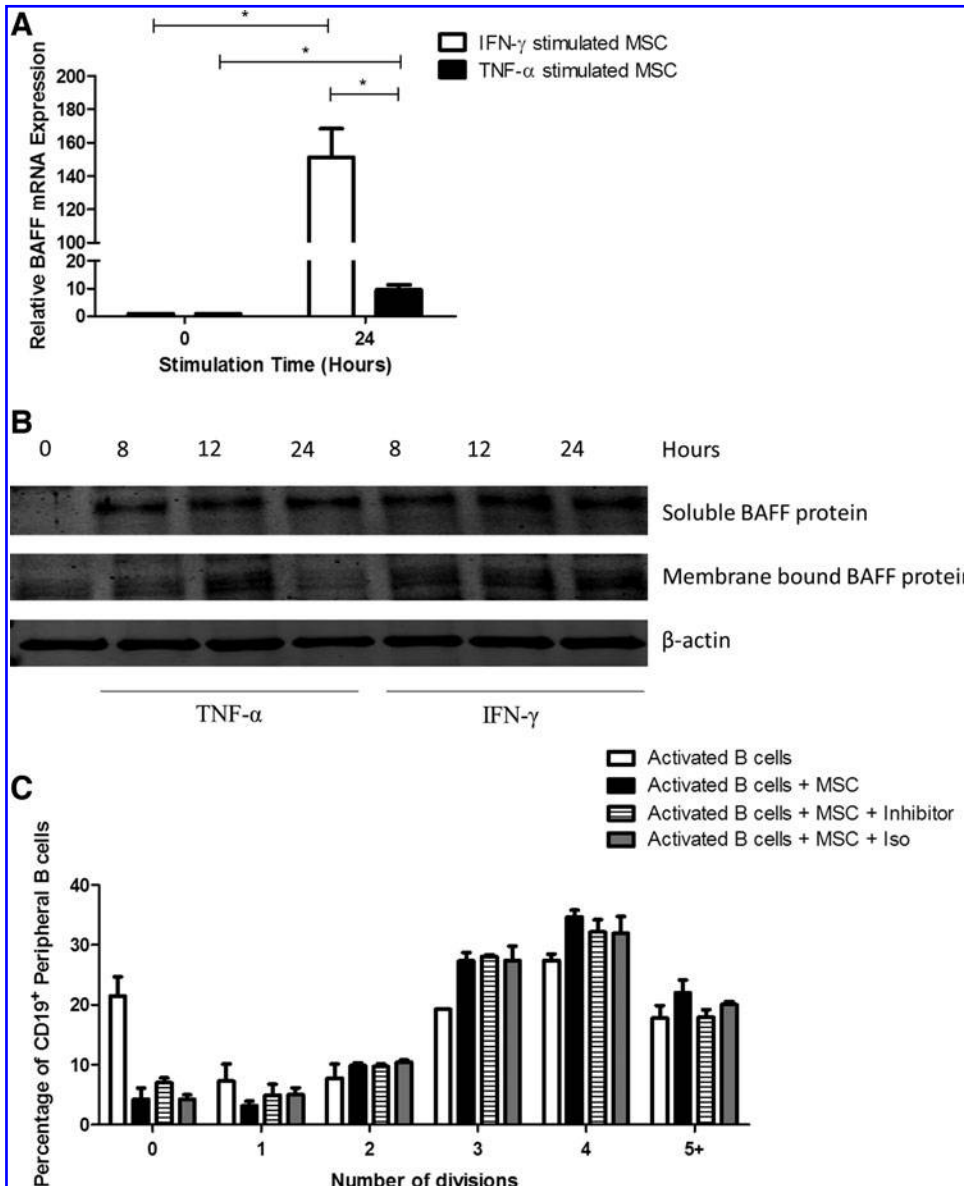 A
*
*
*
IFN-γ stimulated MSC
TNF-α stimulated MSC
Relative BAFF mRNA Expression
200
180
160
140
120
100
20
10
0
0 24
Stimulation Time (Hours)
B
0 8 12 24 8 12 24 Hours
Soluble BAFF protein
Membrane bound BAFF protein
β-actin
TNF-α IFN-γ
C
Activated B cells
Activated B cells + MSC
Activated B cells + MSC + Inhibitor
Activated B cells + MSC + Iso
Percentage of CD19⁺ Peripheral B cells
40
30
20
10
0
0 1 2 3 4 5+
Number of divisions